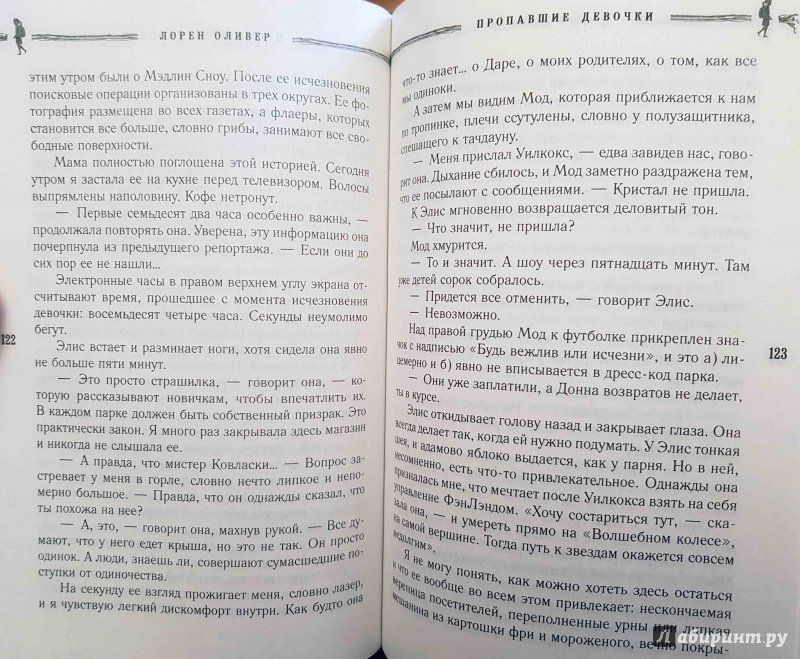 ЛОРЕН ОЛИВЕР
этим утром были о Мэдлин Сноу. После ее исчезновения
поисковые операции организованы в трех округах. Ее фо-
тография размещена во всех газетах, а флаеры, которых
становится все больше, словно грибы, занимают все сво-
бодные поверхности.
Мама полностью поглощена этой историей. Сегодня
утром я застала ее на кухне перед телевизором. Волосы
выпрямлены наполовину. Кофе нетронут.
— Первые семьдесят два часа особенно важны, —
продолжала повторять она. Уверена, эту информацию она
почерпнула из предыдущего репортажа. — Если они до
сих пор ее не нашли...
Электронные часы в правом верхнем углу экрана от-
считывают время, прошедшее с момента исчезновения
девочки: восемьдесят четыре часа. Секунды неумолимо
бегут.
Элис встает и разминает ноги, хотя сидела она явно
не больше пяти минут.
— Это просто страшилка, — говорит она, — ко-
торую рассказывают новичкам, чтобы впечатлить их.
В каждом парке должен быть собственный призрак. Это
практически закон. Я много раз закрывала здесь магазин
и никогда не слышала ее.
— А правда, что мистер Ковласки... — Вопрос за-
стревает у меня в горле, словно нечто липкое и непо-
мерно большое. — Правда, что он однажды сказал, что
ты похожа на нее?
— А, это, — говорит она, махнув рукой. — Все ду-
мают, что у него едет крыша, но это не так. Он просто
одинок. А люди, знаешь ли, совершают сумасшедшие по-
ступки от одиночества.
На секунду ее взгляд прожигает меня, словно лазер,
и я чувствую легкий дискомфорт внутри. Как будто она
122
ПРОПАВШИЕ ДЕВОЧКИ
что-то знает... о Даре, о моих родителях, о том, как все
мы одиноки.
А затем мы видим Мод, которая приближается к нам
по тропинке, плечи ссутулены, словно у полузащитника,
спешащего к тачдауну.
— Меня прислал Уилкокс, — едва завидев нас, гово-
рит она. Дыхание сбилось, и Мод заметно раздражена тем,
что ее посылают с сообщениями. — Кристал не пришла.
К Элис мгновенно возвращается деловитый тон.
— Что значит, не пришла?
Мод хмурится.
— То и значит. А шоу через пятнадцать минут. Там
уже детей сорок собралось.
— Придется все отменить, — говорит Элис.
— Невозможно.
Над правой грудью Мод к футболке прикреплен зна-
чок с надписью «Будь вежлив или исчезни», и это а) ли-
цемерно и б) явно не вписывается в дресс-код парка.
— Они уже заплатили, а Донна возвратов не делает,
ты в курсе.
Элис откидывает голову назад и закрывает глаза. Она
всегда делает так, когда ей нужно подумать. У Элис тонкая
шея, и адамово яблоко выдается, как у парня. Но в ней,
несомненно, есть что-то привлекательное. Однажды она
призналась мне, что мечтает после Уилкокса взять на себя
управление ФэнЛэндом. «Хочу состариться тут, — ска-
зала она, — и умереть прямо на «Волшебном колесе»,
на самой вершине. Тогда путь к звездам окажется совсем
недолгим».
Я не могу понять, как можно хотеть здесь остаться
и что ее вообще во всем этом привлекает: нескончаемая
вереница посетителей, переполненные урны или липкая
мешанина из картошки фри и мороженого, вечно покры-
123
Лабиринт.ру